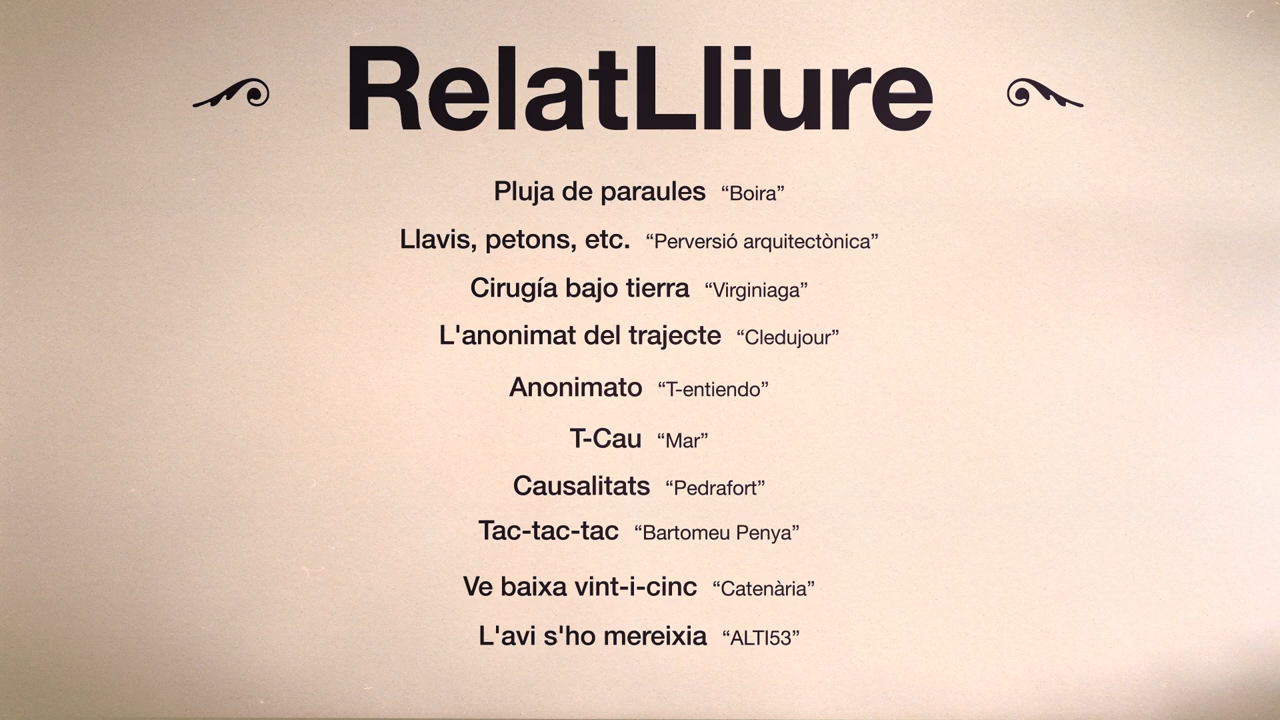 RelatLliure
Pluja de paraules “Boira”
Llavis, petons, etc. “Perversió arquitectònica”
Cirugía bajo tierra “Virginiaga”
L'anonimat del trajecte “Cledujour”
Anonimato “T-entiendo”
T-Cau “Mar”
Causalitats “Pedrafort”
Tac-tac-tac “Bartomeu Penya”
Ve baixa vint-i-cinc “Catenària”
L'avi s'ho mereixia “ALTI53”